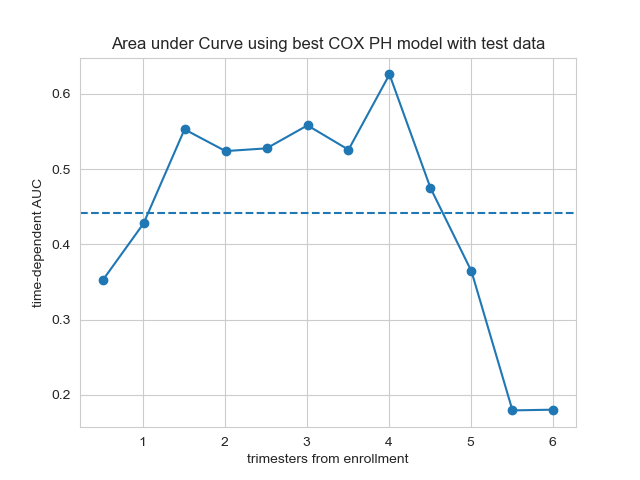 Area under Curve using best COX PH model with test data
time-dependent AUC
0.6
0.5
0.4
0.3
0.2
1 2 3 4 5 6
trimesters from enrollment